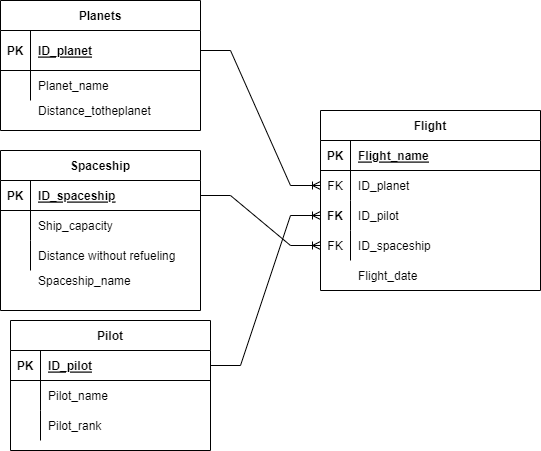 Planets
PK ID_planet
Planet_name
Distance_totheplanet
Spaceship
PK ID_spaceship
Ship_capacity
Distance without refueling
Spaceship_name
Pilot
PK ID_pilot
Pilot_name
Pilot_rank
Flight
PK Flight_name
FK ID_planet
FK ID_pilot
FK ID_spaceship
Flight_date